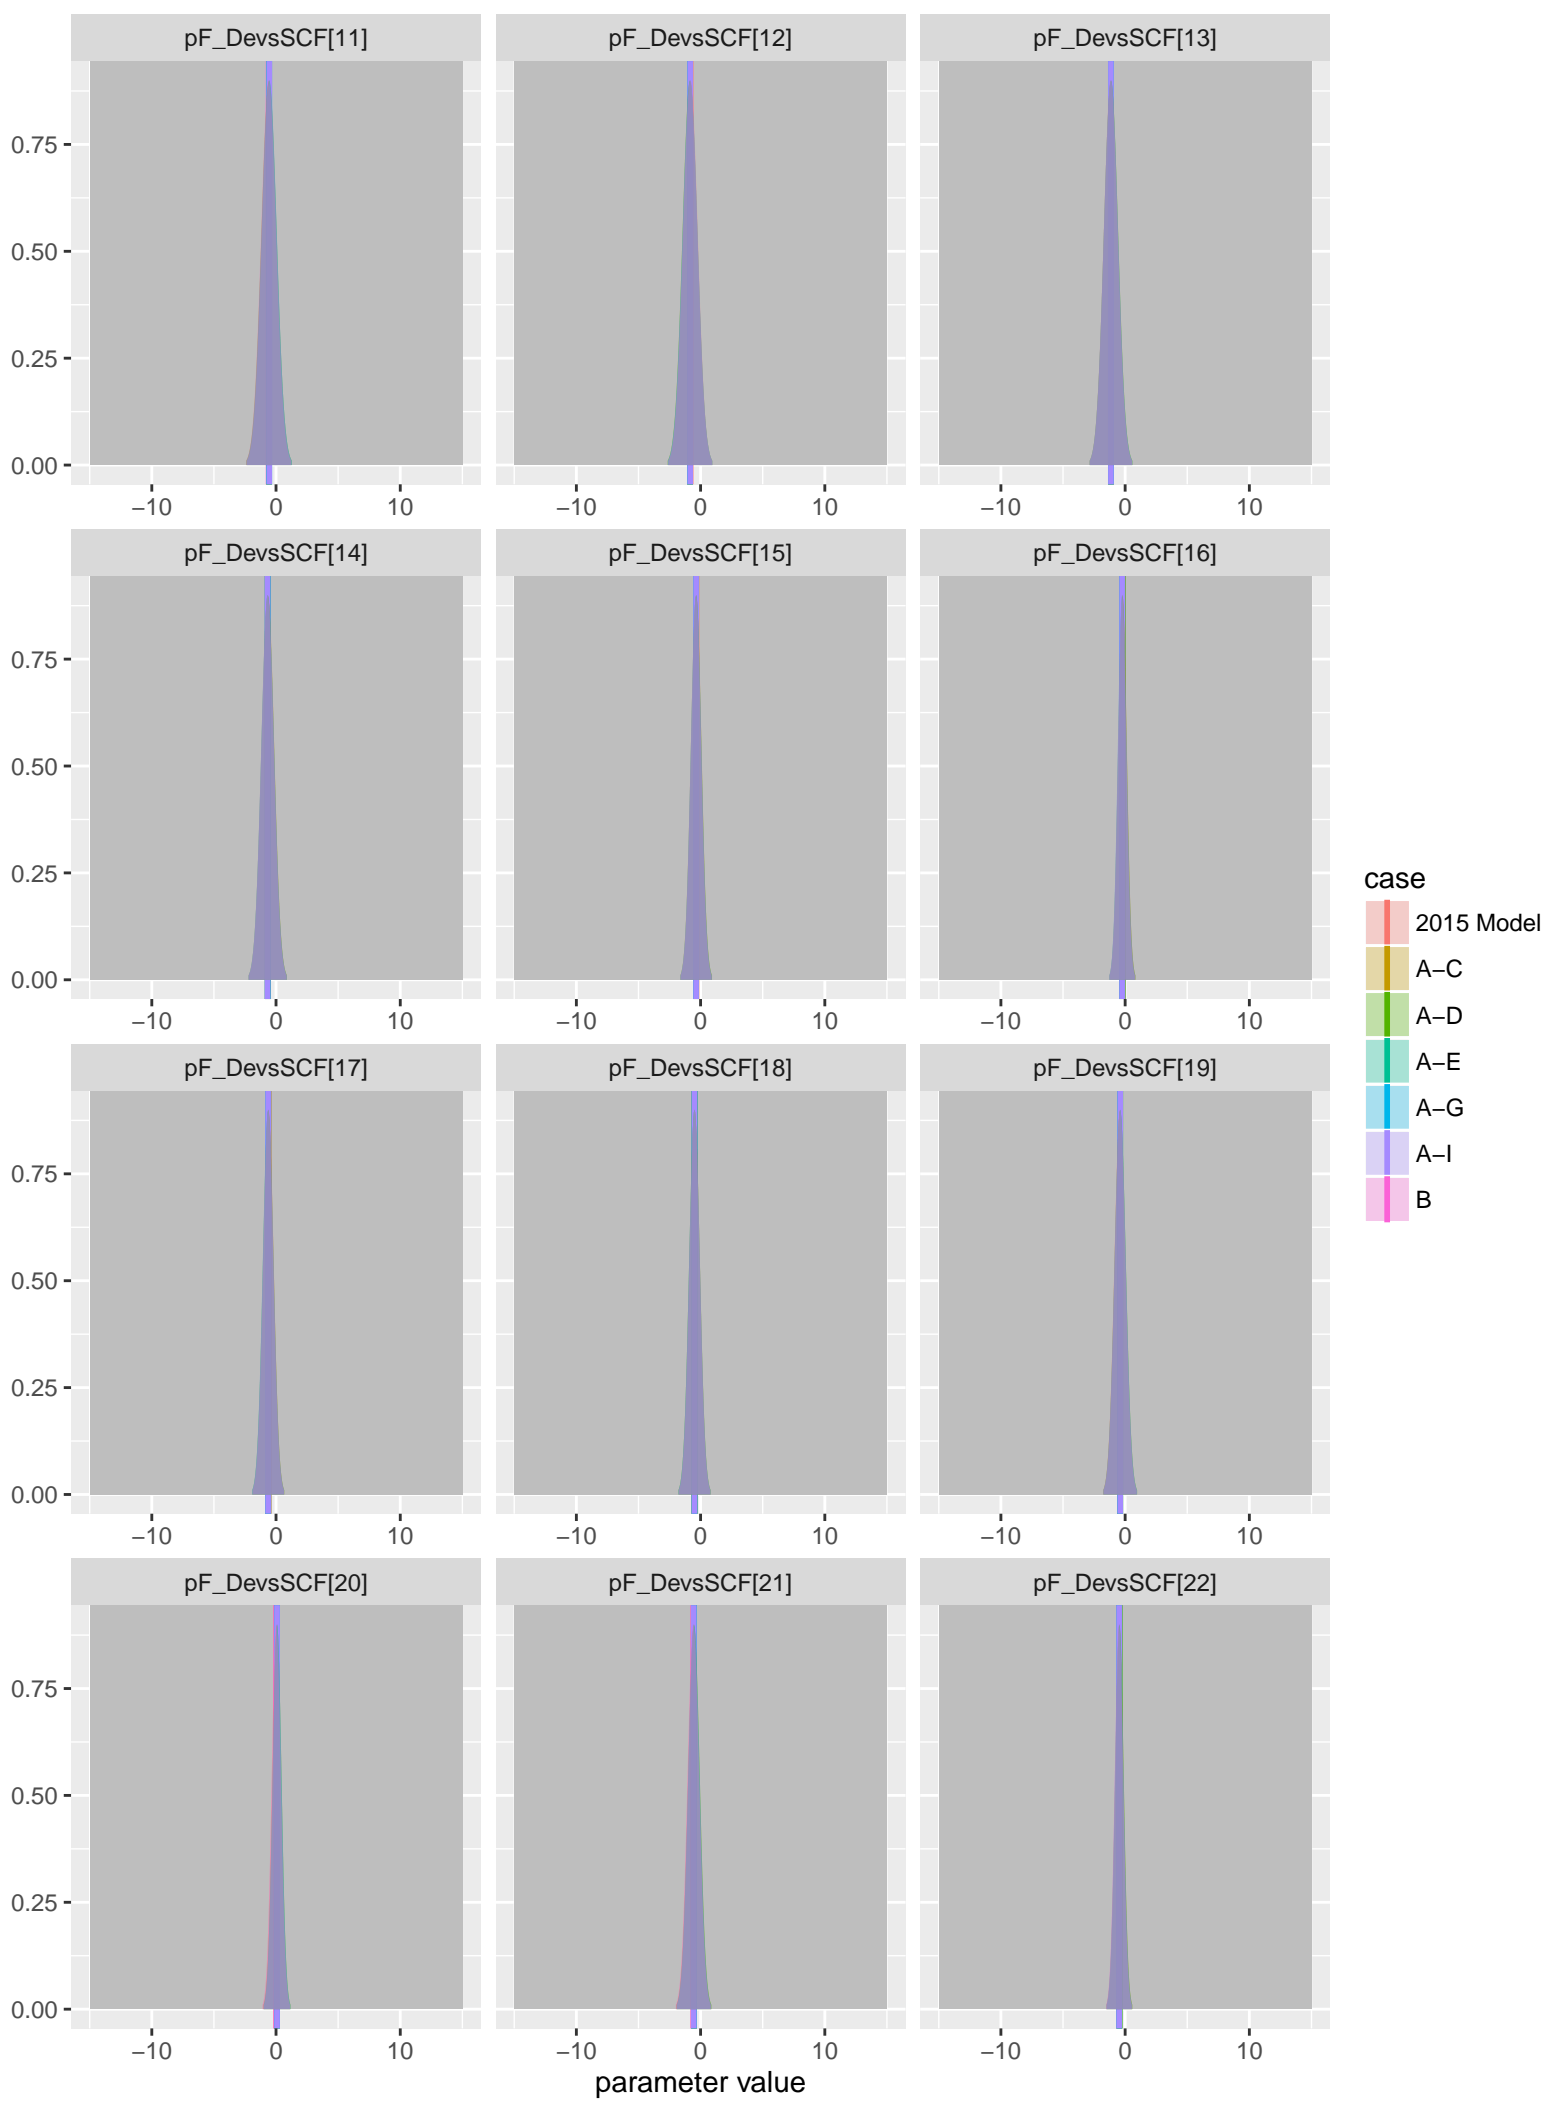 pF_DevsSCF[11] pF_DevsSCF[12] pF_DevsSCF[13]
0.75
0.50
0.25
0.00
−10 0 10 −10 0 10 −10 0 10
pF_DevsSCF[14] pF_DevsSCF[15] pF_DevsSCF[16]
0.75
0.50
0.25
0.00
−10 0 10 −10 0 10 −10 0 10
pF_DevsSCF[17] pF_DevsSCF[18] pF_DevsSCF[19]
0.75
0.50
0.25
0.00
−10 0 10 −10 0 10 −10 0 10
pF_DevsSCF[20] pF_DevsSCF[21] pF_DevsSCF[22]
0.75
0.50
0.25
0.00
−10 0 10 −10 0 10 −10 0 10
parameter value
case
2015 Model
A−C
A−D
A−E
A−G
A−I
B